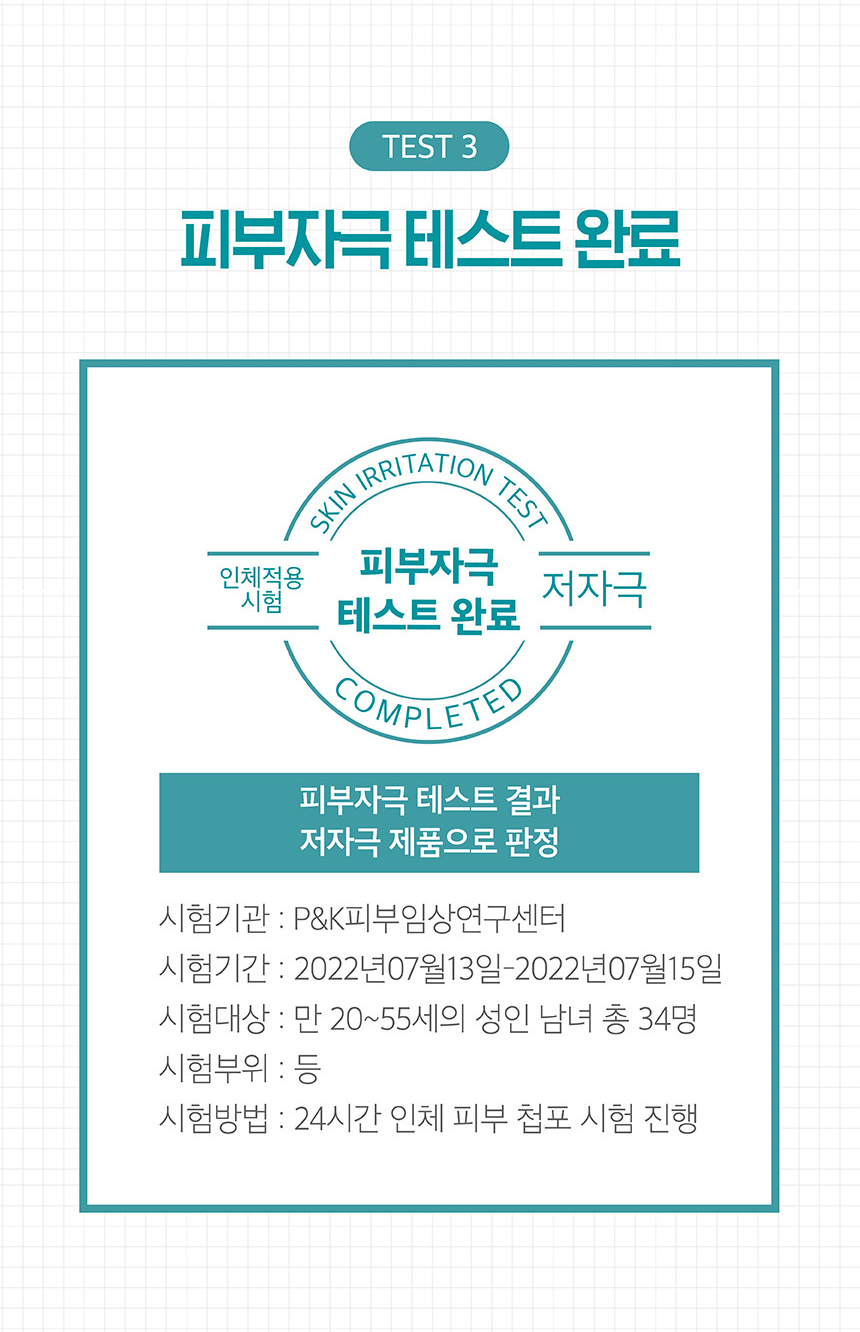 TEST 3
피부자극 테스트 완료
SKIN IRRITATION TEST
인체적용
시험
피부자극
테스트 완료
저자극
COMPLETED
피부자극 테스트 결과
저자극 제품으로 판정
시험기관 : P&K피부임상연구센터
시험기간 : 2022년07월13일-2022년07월15일
시험대상 : 만 20~55세의 성인 남녀 총 34명
시험부위 : 등
시험방법 : 24시간 인체 피부 첩포 시험 진행